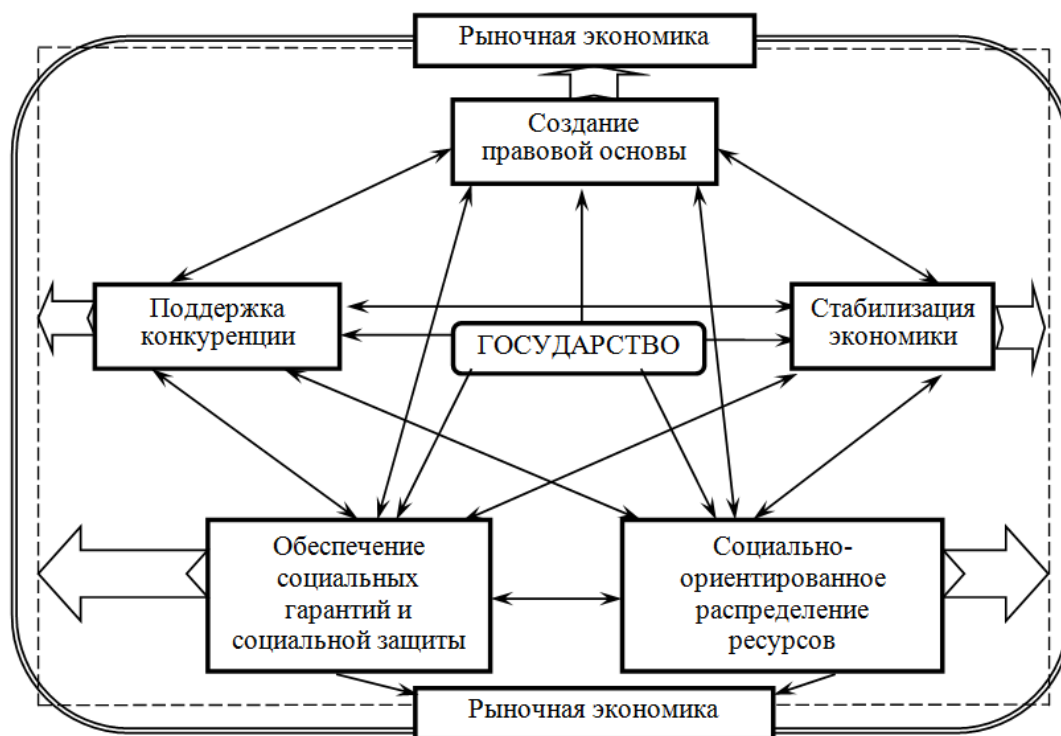 Рыночная экономика
Создание
правовой основы
Поддержка
конкуренции
Стабилизация
экономики
ГОСУДАРСТВО
Обеспечение
социальных
гарантий и
социальной защиты
Социально-
ориентированное
распределение
ресурсов
Рыночная экономика